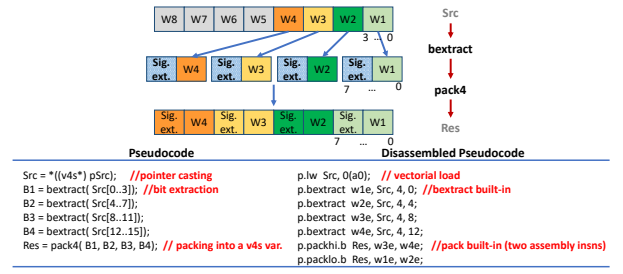 W8 W7 W6 W5 W4 W3 W2 W1 Src
3 ... 0
bextract
Sig. ext. W4 Sig. ext. W3 Sig. ext. W2 Sig. ext. W1
7 ... 0
pack4
Sig. ext. W4 Sig. ext. W3 Sig. ext. W2 Sig. ext. W1
7 ... 0
Res
Pseudocode Disassembled Pseudocode
Src = *((v4s*) pSrc); //pointer casting
B1 = bextract( Src[0..3]); //bit extraction
B2 = bextract( Src[4..7]);
B3 = bextract( Src[8..11]);
B4 = bextract( Src[12..15]);
Res = pack4( B1, B2, B3, B4); // packing into a v4s var.
p.lw Src, 0(a0); // vectorial load
p.bextract w1e, Src, 4, 0; //bextract built-in
p.bextract w2e, Src, 4, 4;
p.bextract w3e, Src, 4, 8;
p.bextract w4e, Src, 4, 12;
p.packhi.b Res, w3e, w4e; //pack built-in (two assembly insns)
p.packlo.b Res, w1e, w2e;